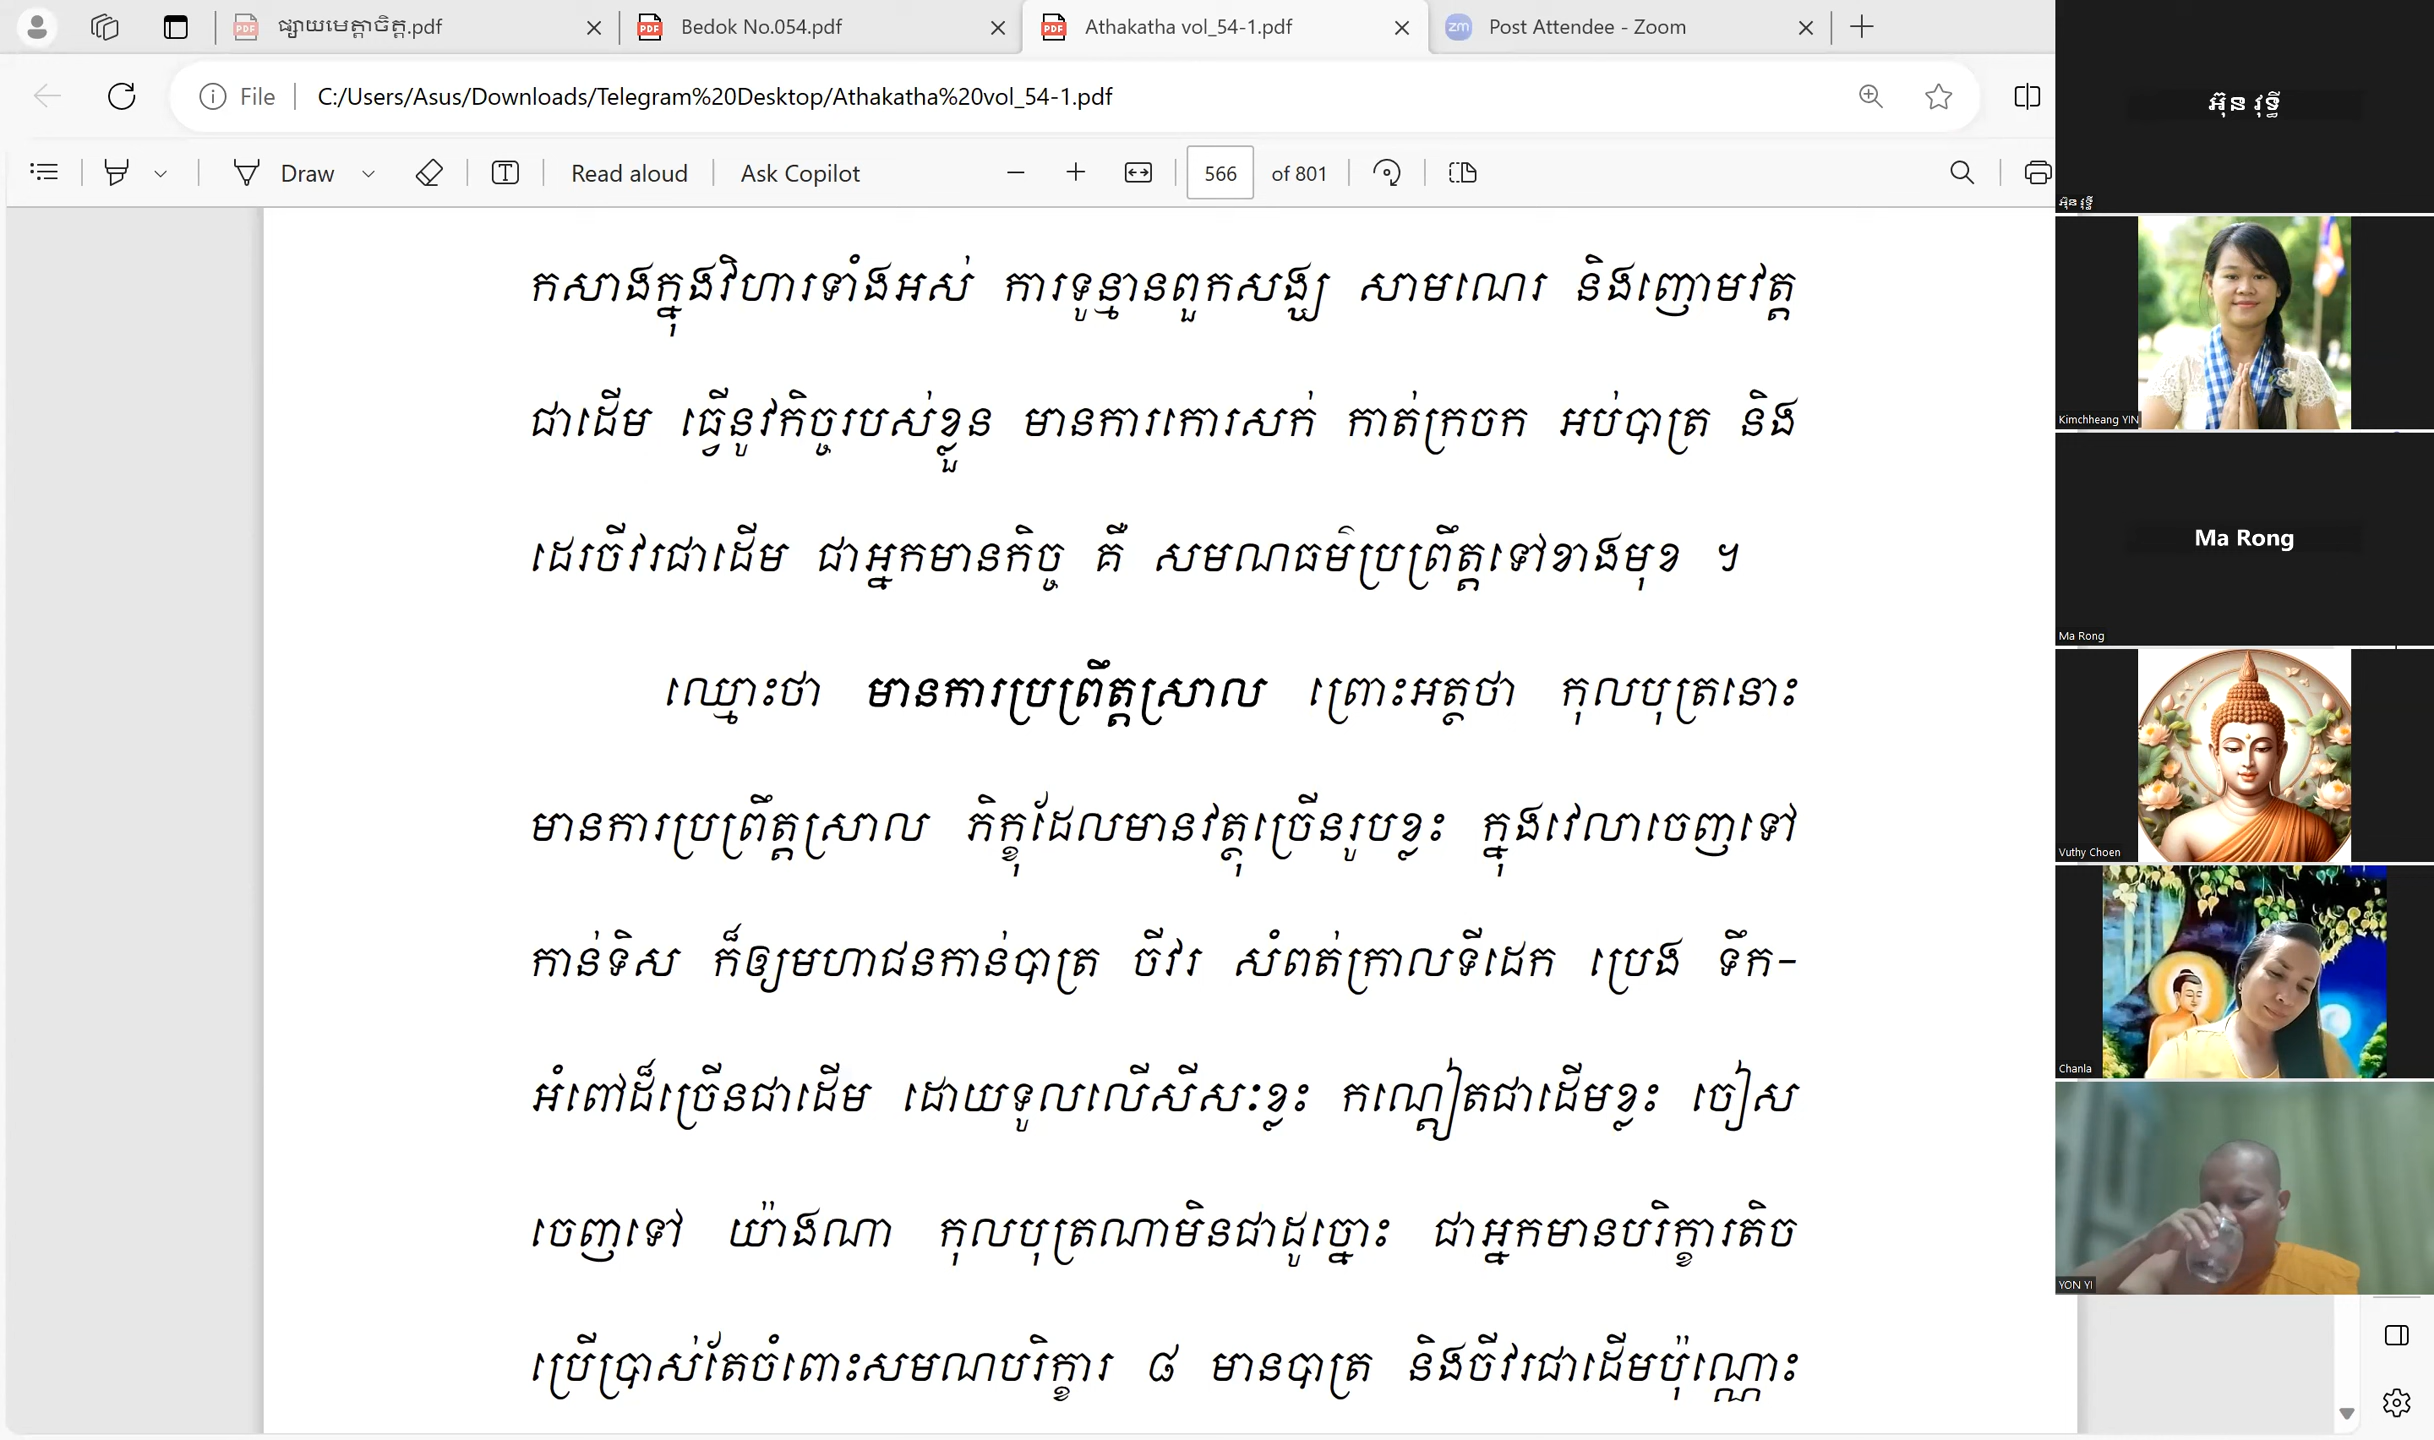 ផ្សាយមេត្តាចិត្ត.pdf
Bedok No.054.pdf
Athakatha vol_54-1.pdf
Post Attendee - Zoom
File
C:/Users/Asus/Downloads/Telegram%20Desktop/Athakatha%20vol_54-1.pdf
Draw
Read aloud
Ask Copilot
566 of 801
កសាងក្នុងវិហារទាំងអស់ ការទូន្មានពួកសង្ឃ សាមណេរ និងញោមវត្ត
ជាដើម ធ្វើនូវកិច្ចរបស់ខ្លួន មានការកោរសក់ កាត់ក្រចក អប់បាត្រ និង
ដេរចីវរជាដើម ជាអ្នកមានកិច្ច គឺ សមណធម៌ប្រព្រឹត្តទៅខាងមុខ ។
ឈ្មោះថា មានការប្រព្រឹត្តស្រាល ព្រោះអត្ថថា កុលបុត្រនោះ
មានការប្រព្រឹត្តស្រាល ភិក្ខុដែលមានវត្ថុច្រើនរូបខ្លះ ក្នុងវេលាចេញទៅ
កាន់ទិស ក៏ឲ្យមហាជនកាន់បាត្រ ចីវរ សំពត់ក្រាលទីដេក ប្រេង ទឹក-
អំពៅដ៏ច្រើនជាដើម ដោយទូលលើសីសៈខ្លះ កណ្ដៀតជាដើមខ្លះ ចៀស
ចេញទៅ យ៉ាងណា កុលបុត្រណាមិនជាដូច្នោះ ជាអ្នកមានបរិក្ខារតិច
ប្រើប្រាស់តែចំពោះសមណបរិក្ខារ ៨ មានបាត្រ និងចីវរជាដើមប៉ុណ្ណោះ
អ៊ុន វុទ្ធី
អ៊ុន វុទ្ធី
Kimchheang YIN
Ma Rong
Ma Rong
Vuthy Choen
Chanla
YON YI